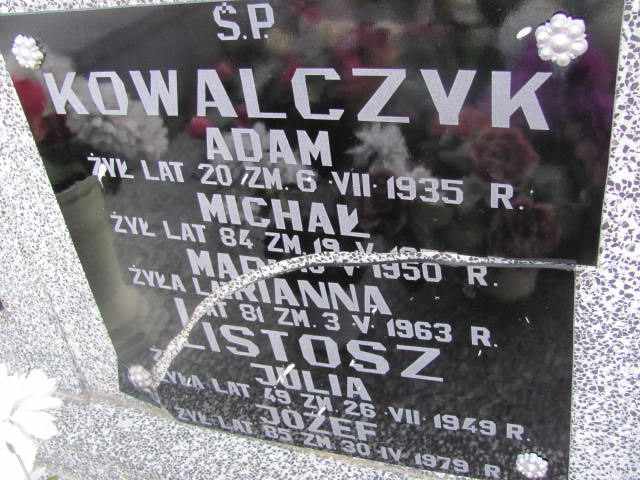 Ś.P.
KOWALCZYK
ADAM
ŻYŁ LAT 20 ZM. 6 VII 1935 R.
MICHAŁ
ŻYŁ LAT 84 ZM. 19 V 1950 R.
MARIANNA
ŻYŁA LAT 81 ZM. 3 V 1963 R.
LISTOSZ
JULIA
ŻYŁA LAT 49 ZM. 26 VII 1949 R.
JÓZEF
ŻYŁ LAT 85 ZM. 30 IV 1979 R